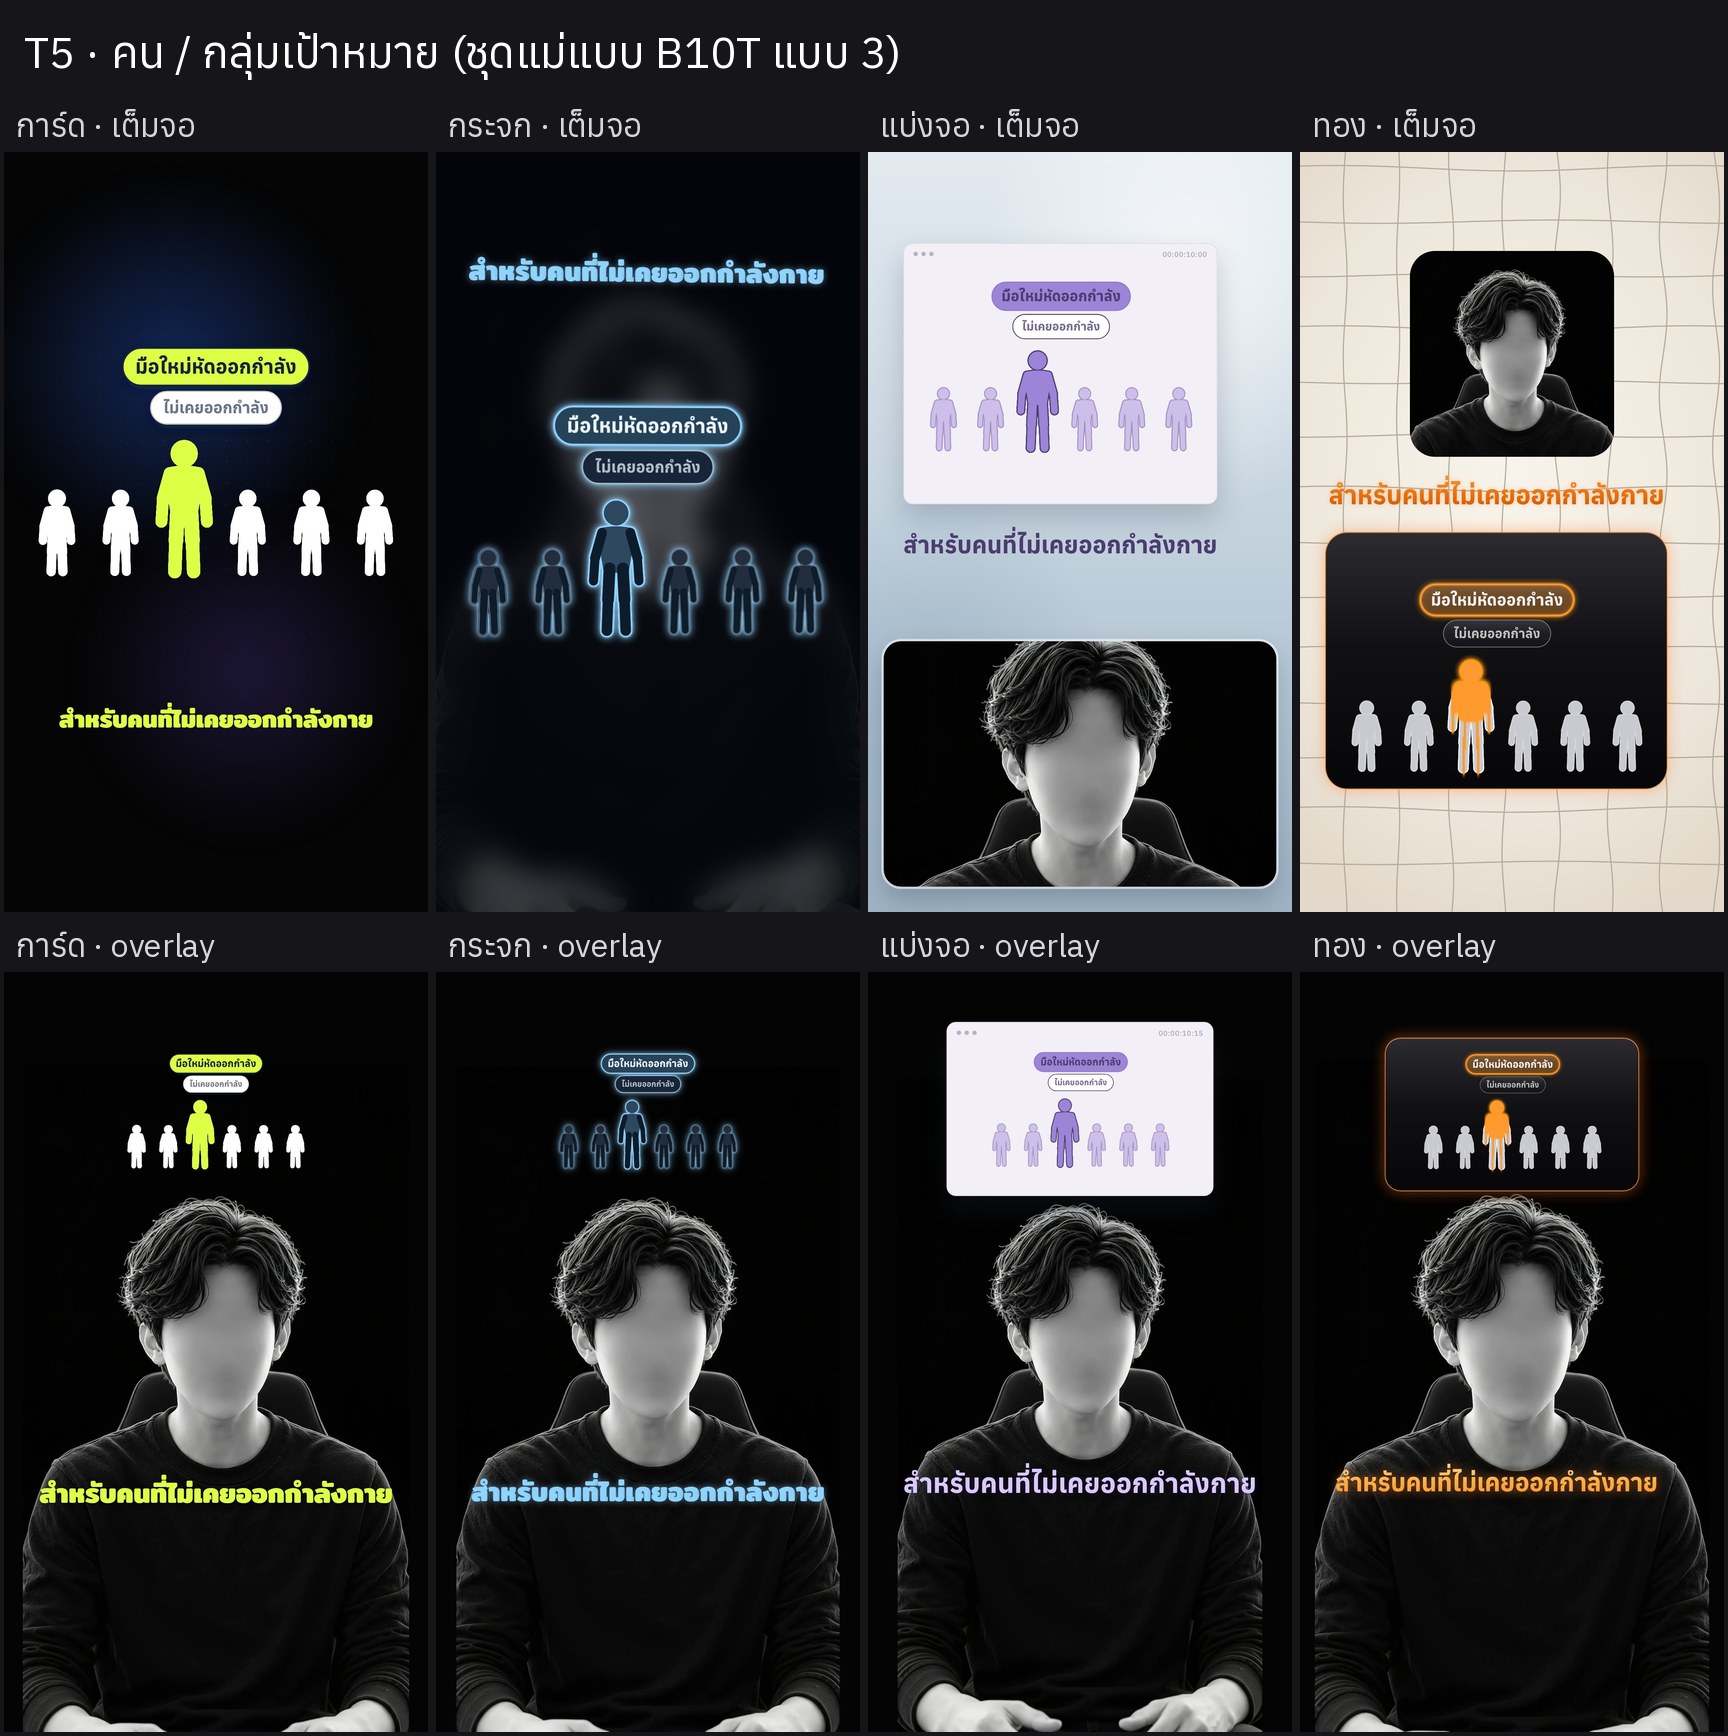 T5 · คน / กลุ่มเป้าหมาย (ชุดแม่แบบ B10T แบบ 3)
การ์ด · เต็มจอ
กระจก · เต็มจอ
แบ่งจอ · เต็มจอ
ทอง · เต็มจอ
มือใหม่หัดออกกำลัง
ไม่เคยออกกำลัง
สำหรับคนที่ไม่เคยออกกำลังกาย
สำหรับคนที่ไม่เคยออกกำลังกาย
มือใหม่หัดออกกำลัง
ไม่เคยออกกำลัง
00:00:10:00
มือใหม่หัดออกกำลัง
ไม่เคยออกกำลัง
สำหรับคนที่ไม่เคยออกกำลังกาย
สำหรับคนที่ไม่เคยออกกำลังกาย
มือใหม่หัดออกกำลัง
ไม่เคยออกกำลัง
การ์ด · overlay
กระจก · overlay
แบ่งจอ · overlay
ทอง · overlay
มือใหม่หัดออกกำลัง
ไม่เคยออกกำลัง
สำหรับคนที่ไม่เคยออกกำลังกาย
มือใหม่หัดออกกำลัง
ไม่เคยออกกำลัง
สำหรับคนที่ไม่เคยออกกำลังกาย
00:00:10:15
มือใหม่หัดออกกำลัง
ไม่เคยออกกำลัง
สำหรับคนที่ไม่เคยออกกำลังกาย
มือใหม่หัดออกกำลัง
ไม่เคยออกกำลัง
สำหรับคนที่ไม่เคยออกกำลังกาย